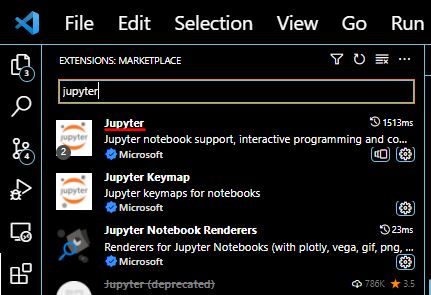 File Edit Selection View Go Run
EXTENSIONS: MARKETPLACE
3
jupyter
Jupyter 1513ms
Jupyter notebook support, interactive programming and co...
jupyter
2
Microsoft
4
Jupyter Keymap
Jupyter keymaps for notebooks
jupyter
Microsoft
Jupyter Notebook Renderers 23ms
Renderers for Jupyter Notebooks (with plotly, vega, gif, png, ...
Microsoft
Jupyter (deprecated) 786K 3.5